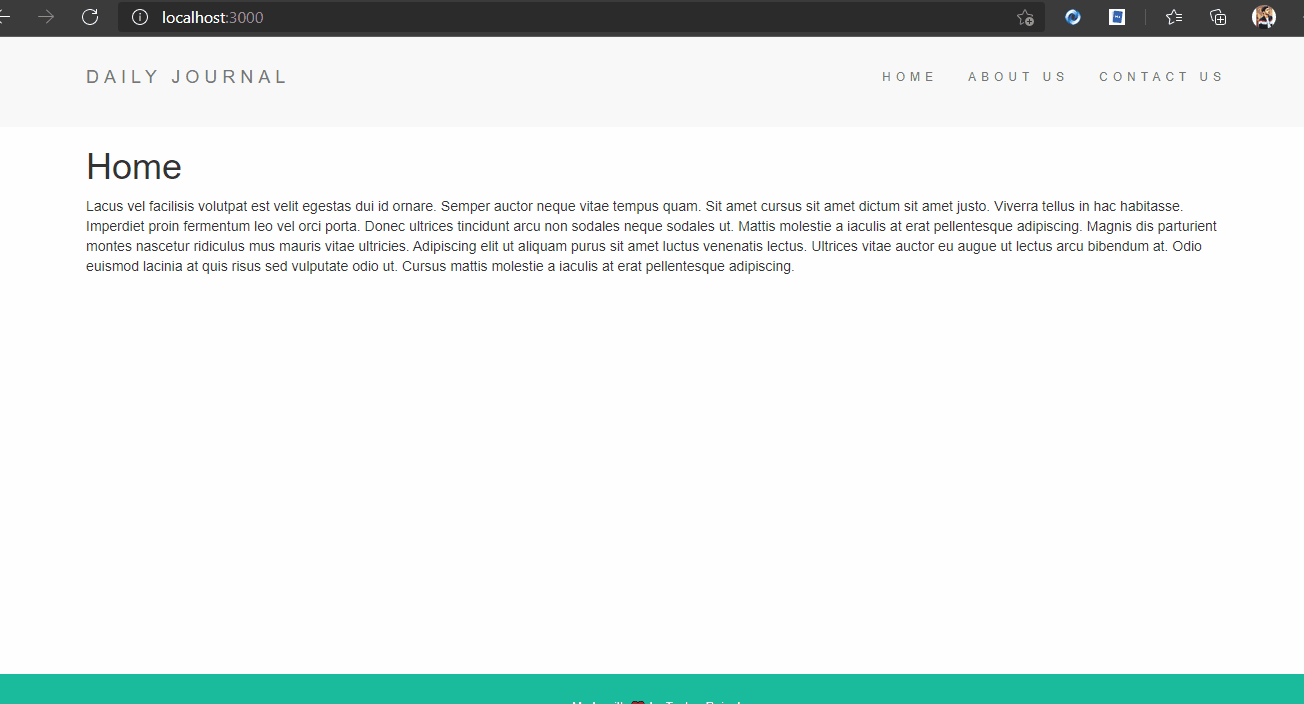 localhost:3000
DAILY JOURNAL
HOME ABOUT US CONTACT US
Home
Lacus vel facilisis volutpat est velit egestas dui id ornare. Semper auctor neque vitae tempus quam. Sit amet cursus sit amet dictum sit amet justo. Viverra tellus in hac habitasse.
Imperdiet proin fermentum leo vel orci porta. Donec ultrices tincidunt arcu non sodales neque sodales ut. Mattis molestie a iaculis at erat pellentesque adipiscing. Magnis dis parturient
montes nascetur ridiculus mus mauris vitae ultricies. Adipiscing elit ut aliquam purus sit amet luctus venenatis lectus. Ultrices vitae auctor eu augue ut lectus arcu bibendum at. Odio
euismod lacinia at quis risus sed vulputate odio ut. Cursus mattis molestie a iaculis at erat pellentesque adipiscing.